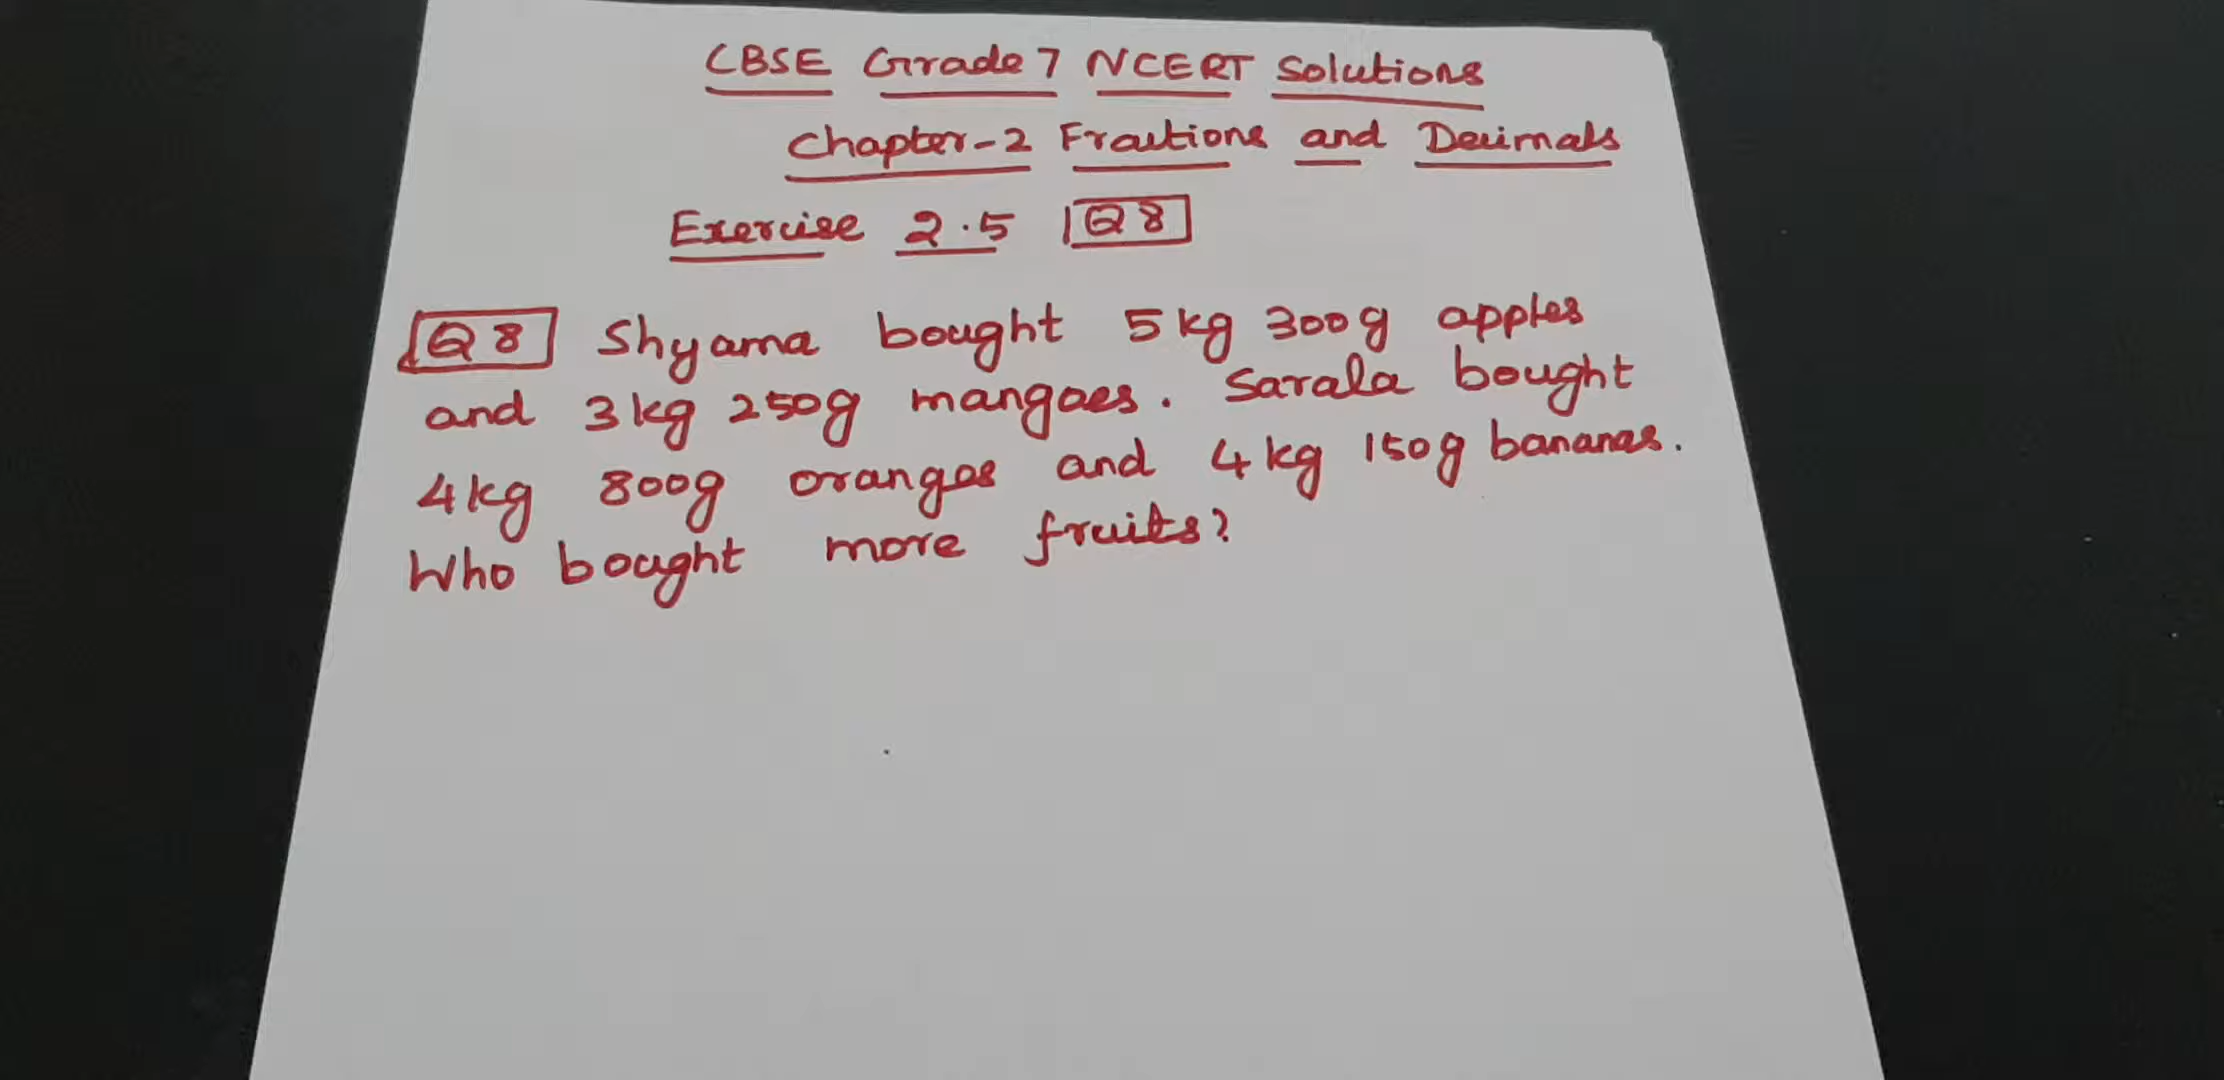 CBSE Grade 7 NCERT Solutions
Chapter-2 Fractions and Decimals
Exercise 2.5 Q8
Q8 Shyama bought 5kg 300g apples
and 3kg 250g mangoes. Sarala bought
4kg 800g oranges and 4kg 150g bananas.
Who bought more fruits?